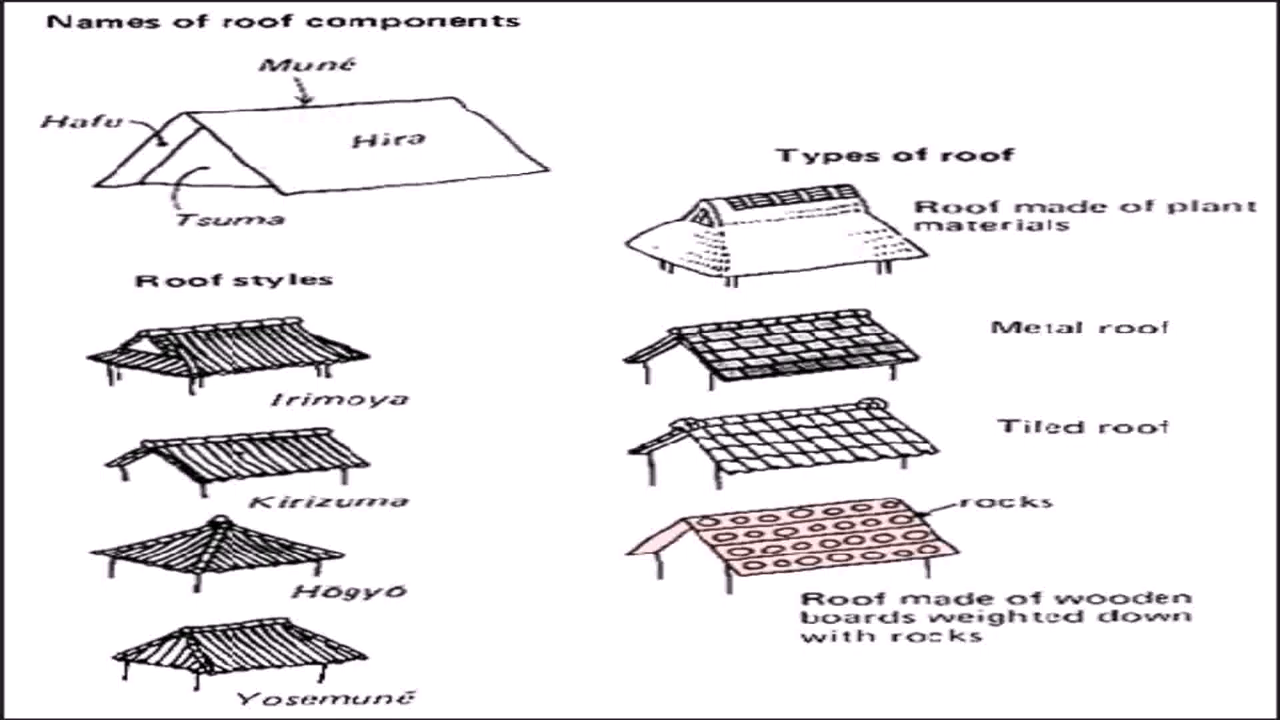 Names of roof components
Muné
Hafu
Hira
Tsuma
Roof styles
Irimoya
Kirizuma
Hōgyō
Yosemuné
Types of roof
Roof made of plant
materials
Metal roof
Tiled roof
rocks
Roof made of wooden
boards weighted down
with rocks